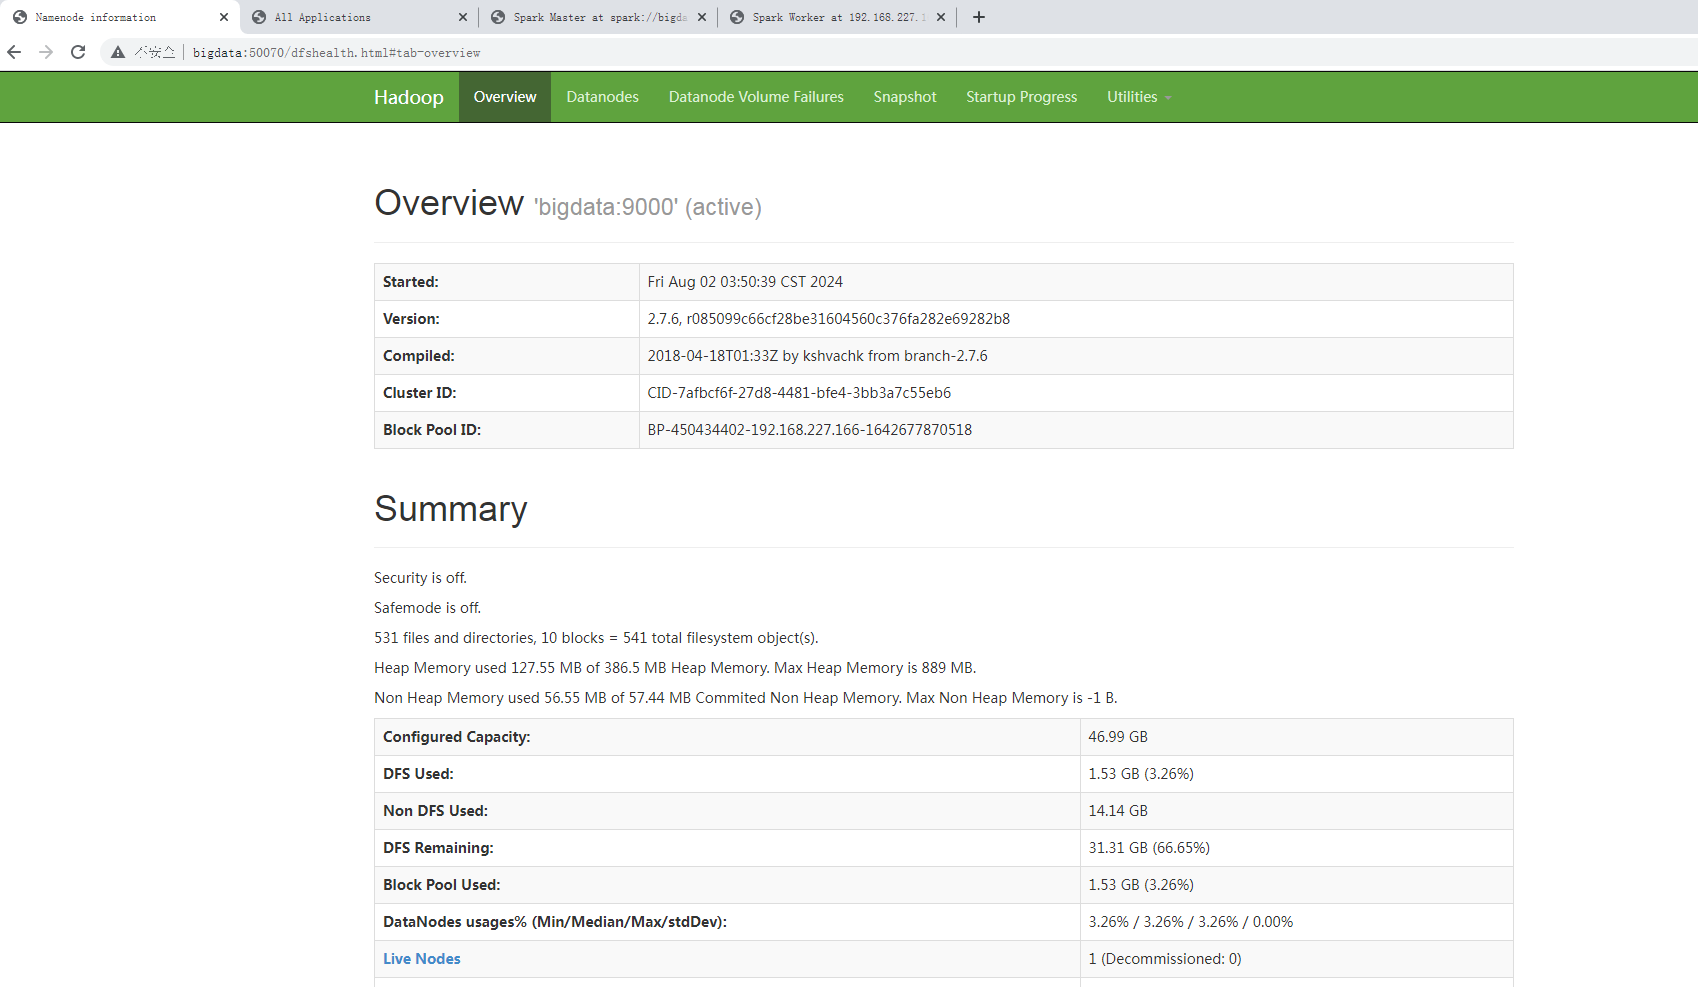 Namenode information
All Applications
Spark Master at spark://bigda
Spark Worker at 192.168.227.1
不安全
bigdata:50070/dfshealth.html#tab-overview
Hadoop Overview Datanodes Datanode Volume Failures Snapshot Startup Progress Utilities
Overview 'bigdata:9000' (active)
Started: Fri Aug 02 03:50:39 CST 2024
Version: 2.7.6, r085099c66cf28be31604560c376fa282e69282b8
Compiled: 2018-04-18T01:33Z by kshvachk from branch-2.7.6
Cluster ID: CID-7afbcf6f-27d8-4481-bfe4-3bb3a7c55eb6
Block Pool ID: BP-450434402-192.168.227.166-1642677870518
Summary
Security is off.
Safemode is off.
531 files and directories, 10 blocks = 541 total filesystem object(s).
Heap Memory used 127.55 MB of 386.5 MB Heap Memory. Max Heap Memory is 889 MB.
Non Heap Memory used 56.55 MB of 57.44 MB Commited Non Heap Memory. Max Non Heap Memory is -1 B.
Configured Capacity: 46.99 GB
DFS Used: 1.53 GB (3.26%)
Non DFS Used: 14.14 GB
DFS Remaining: 31.31 GB (66.65%)
Block Pool Used: 1.53 GB (3.26%)
DataNodes usages% (Min/Median/Max/stdDev): 3.26% / 3.26% / 3.26% / 0.00%
Live Nodes 1 (Decommissioned: 0)